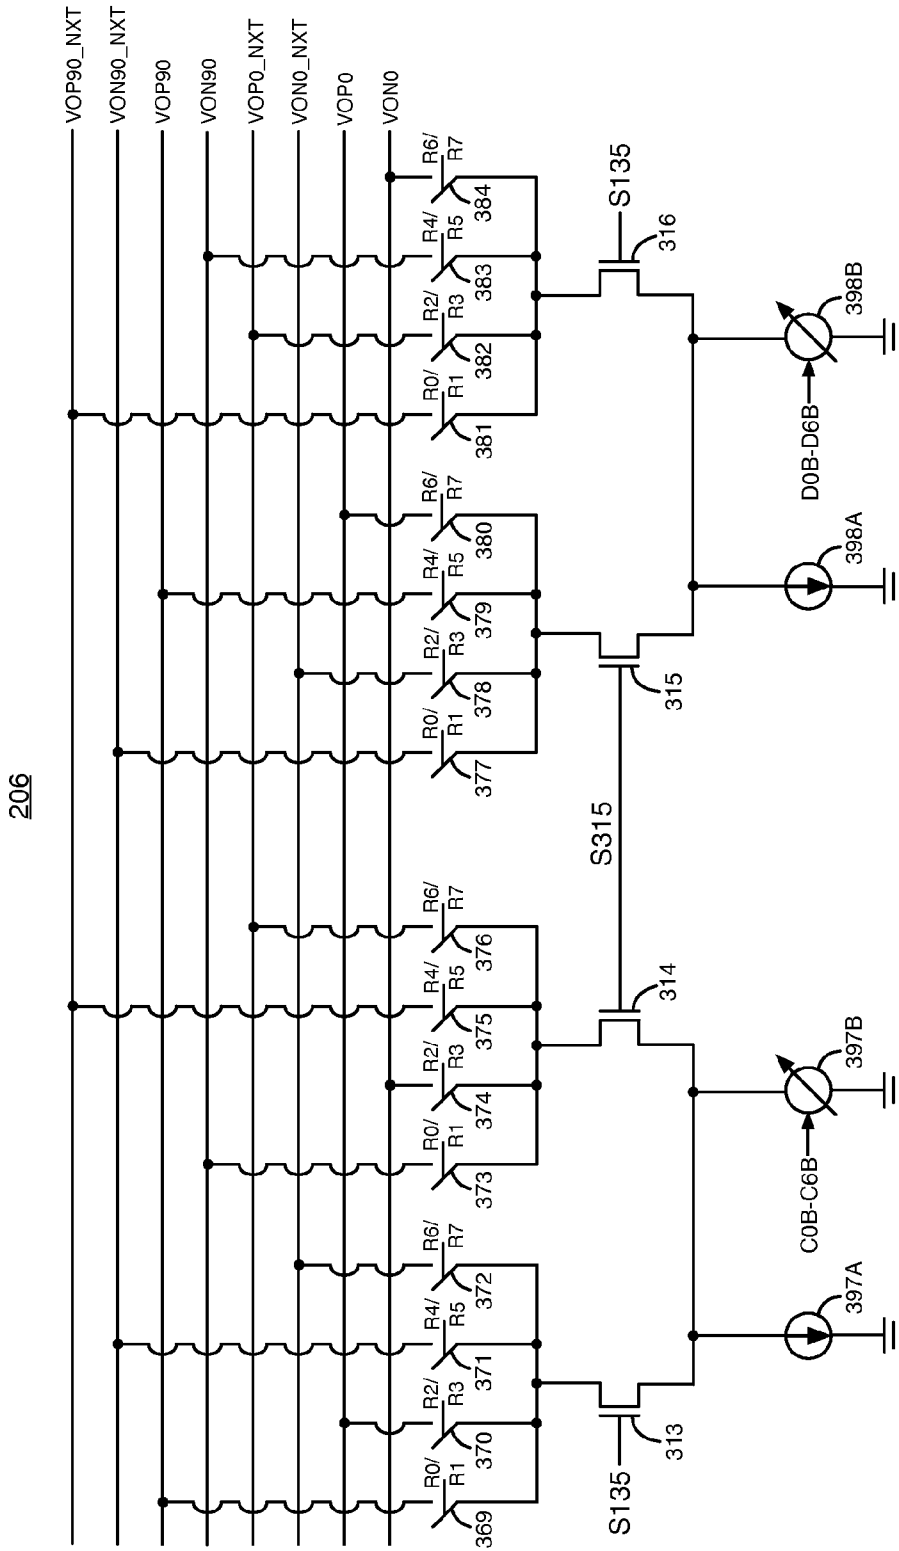 206
VOP90_NXT
VON90_NXT
VOP90
VON90
VOP0_NXT
VON0_NXT
VOP0
VON0
R0/
R1
369
R2/
R3
370
R4/
R5
371
R6/
R7
372
R0/
R1
373
R2/
R3
374
R4/
R5
375
R6/
R7
376
R0/
R1
377
R2/
R3
378
R4/
R5
379
R6/
R7
380
R0/
R1
381
R2/
R3
382
R4/
R5
383
R6/
R7
384
S135
313
314
S315
315
316
S135
397A
C0B-C6B
397B
398A
D0B-D6B
398B